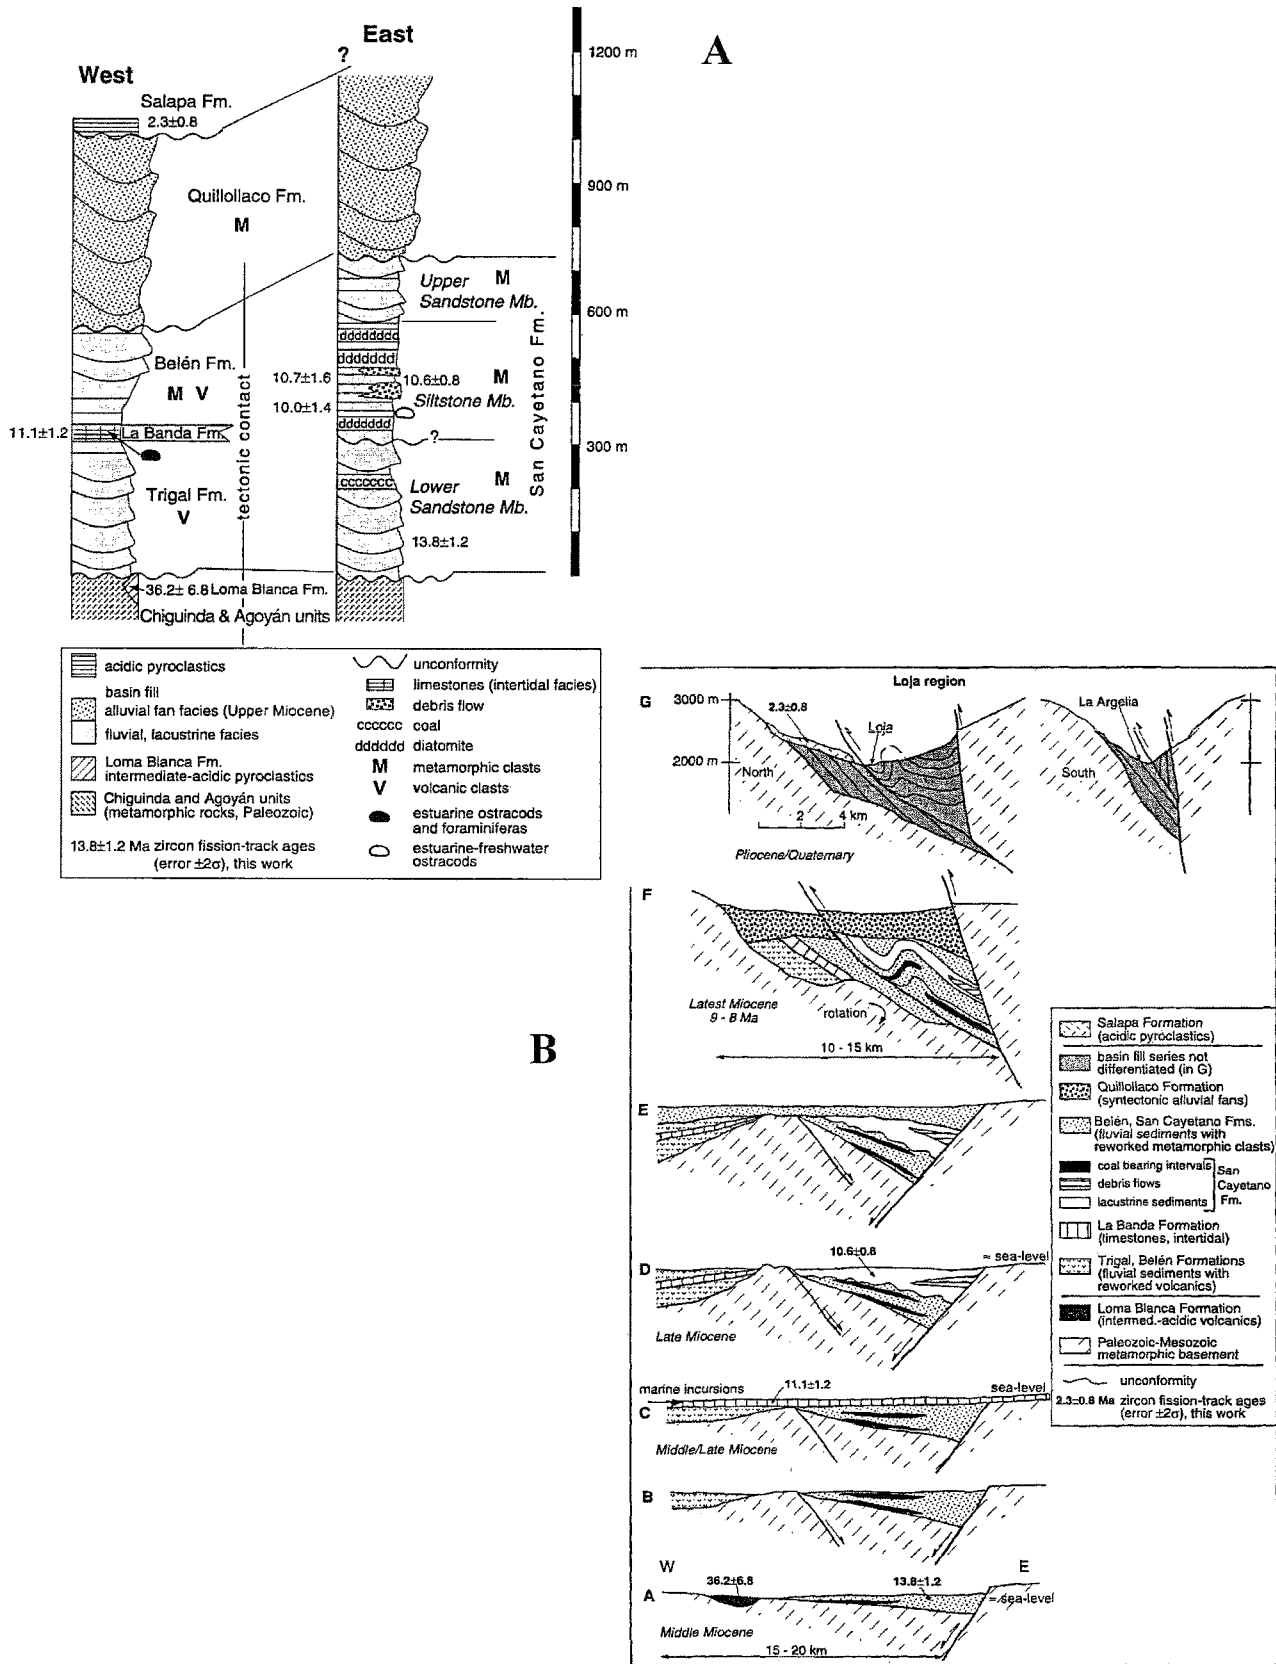 A
East
?
1200 m
West
Salapa Fm.
2.3±0.8
900 m
Quillollaco Fm.
M
Upper M
Sandstone Mb.
600 m
ddddddd
Belén Fm.
ddddddd
M V
10.7±1.6
10.6±0.8 M
Siltstone Mb.
10.0±1.4
11.1±1.2
La Banda Fm.
ddddddd
?
300 m
tectonic contact
San Cayetano Fm.
Trigal Fm.
V
ccccccc
Lower M
Sandstone Mb.
13.8±1.2
36.2± 6.8 Loma Blanca Fm.
Chiguinda & Agoyán units
acidic pyroclastics
basin fill
alluvial fan facies (Upper Miocene)
fluvial, lacustrine facies
Loma Blanca Fm.
intermediate-acidic pyroclastics
Chiguinda and Agoyán units
(metamorphic rocks, Paleozoic)
13.8±1.2 Ma zircon fission-track ages
(error ±2σ), this work
unconformity
limestones (intertidal facies)
debris flow
cccccc coal
dddddd diatomite
M metamorphic clasts
V volcanic clasts
estuarine ostracods
and foraminiferas
estuarine-freshwater
ostracods
B
Loja region
G
3000 m
2.3±0.8
Loja
La Argelia
2000 m
North
South
2 4 km
Pliocene/Quaternary
F
Latest Miocene
9 - 8 Ma
rotation
10 - 15 km
E
D
10.6±0.8
≈ sea-level
Late Miocene
marine incursions
11.1±1.2
sea-level
C
Middle/Late Miocene
B
W E
36.2±6.8
13.8±1.2
A
≈ sea-level
Middle Miocene
15 - 20 km
Salapa Formation
(acidic pyroclastics)
basin fill series not
differentiated (in G)
Quillollaco Formation
(syntectonic alluvial fans)
Belén, San Cayetano Fms.
(fluvial sediments with
reworked metamorphic clasts)
coal bearing intervals
debris flows
lacustrine sediments
San
Cayetano
Fm.
La Banda Formation
(limestones, intertidal)
Trigal, Belén Formations
(fluvial sediments with
reworked volcanics)
Loma Blanca Formation
(intermed.-acidic volcanics)
Paleozoic-Mesozoic
metamorphic basement
unconformity
2.3±0.8 Ma zircon fission-track ages
(error ±2σ), this work